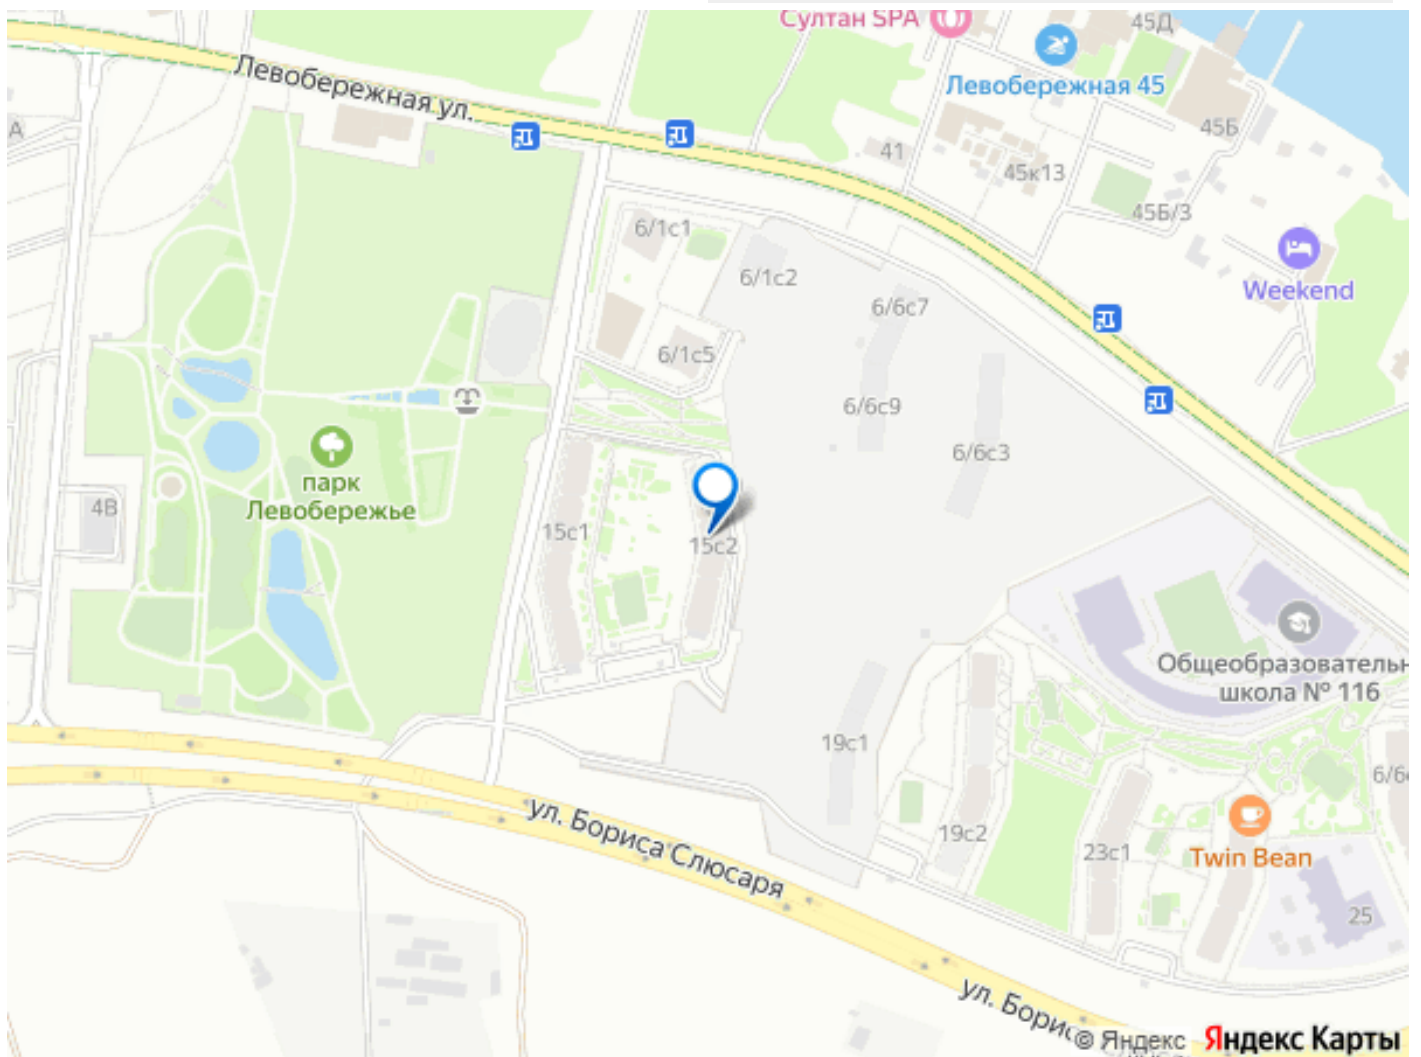 Султан SPA
45Д
Левобережная ул.
Левобережная 45
А
45Б
41
45к13
45Б/3
6/1с1
6/1с2
Weekend
6/6с7
6/1с5
6/6с9
6/6с3
парк
Левобережье
4В
15с1
15с2
Общеобразовательн
школа № 116
19с1
6/6
ул. Бориса Слюсаря
19с2
23с1
Twin Bean
25
ул. Борис
© Яндекс Яндекс Карты